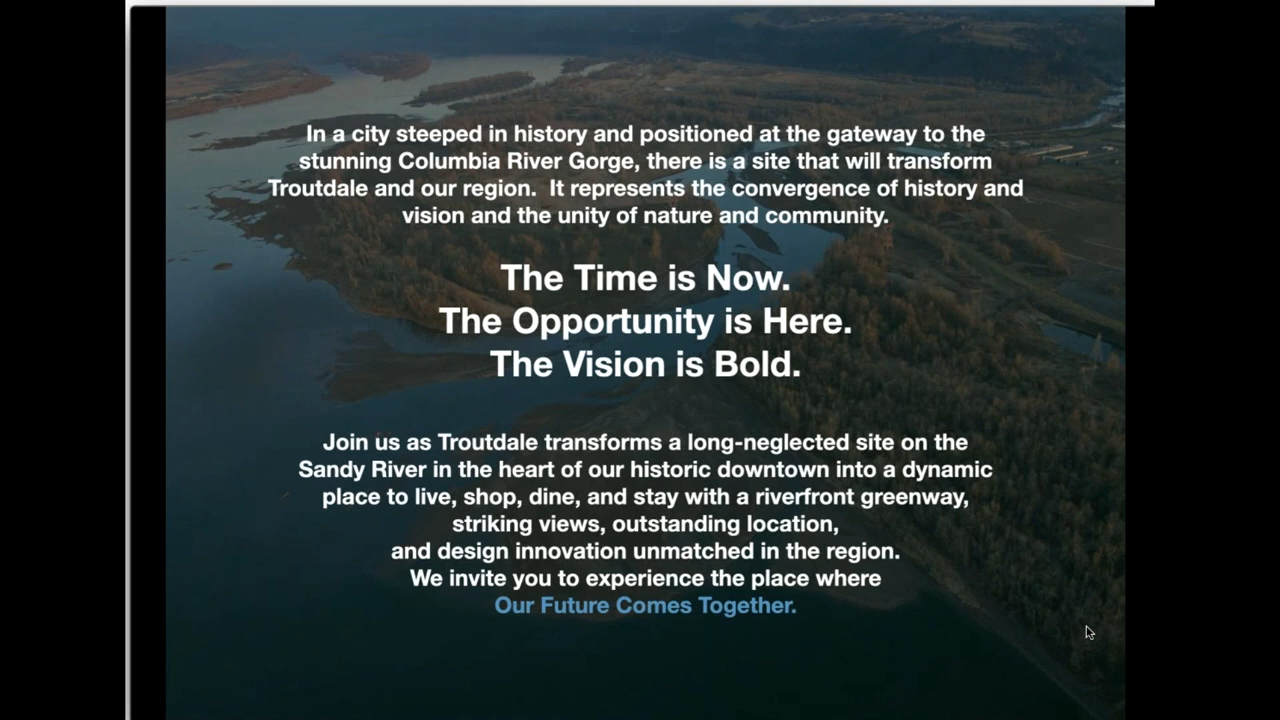 In a city steeped in history and positioned at the gateway to the
stunning Columbia River Gorge, there is a site that will transform
Troutdale and our region.  It represents the convergence of history and
vision and the unity of nature and community.
The Time is Now.
The Opportunity is Here.
The Vision is Bold.
Join us as Troutdale transforms a long-neglected site on the
Sandy River in the heart of our historic downtown into a dynamic
place to live, shop, dine, and stay with a riverfront greenway,
striking views, outstanding location,
and design innovation unmatched in the region.
We invite you to experience the place where
Our Future Comes Together.